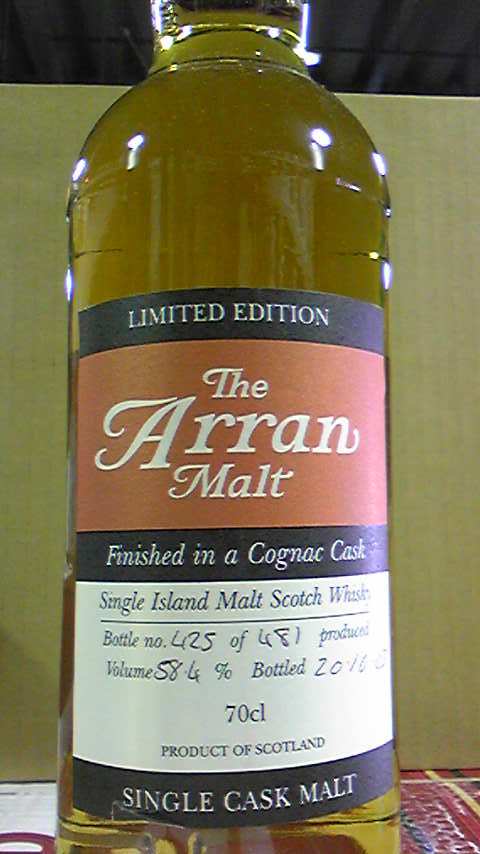 LIMITED EDITION
The
Arran
Malt
Finished in a Cognac Cask
Single Island Malt Scotch Whisky
Bottle no. 425 of 481 produced
Volume 58.4 % Bottled
70cl
PRODUCT OF SCOTLAND
SINGLE CASK MALT